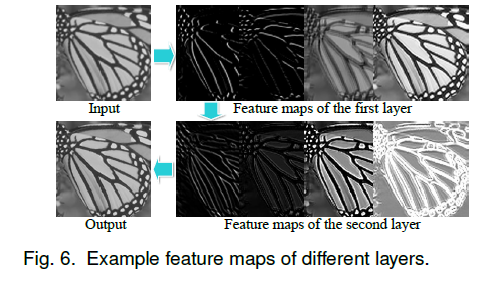 Input
Feature maps of the first layer
Output
Feature maps of the second layer
Fig. 6. Example feature maps of different layers.